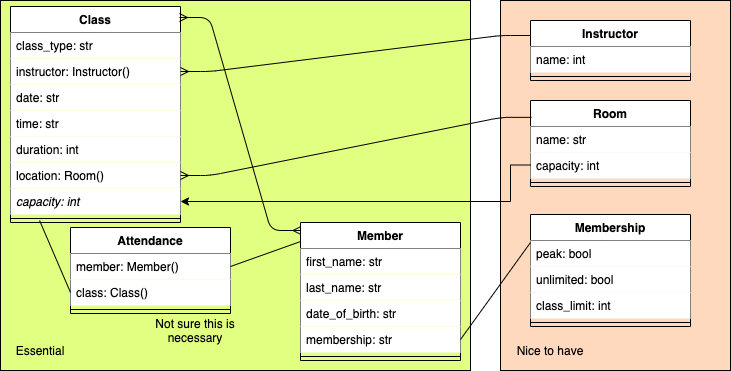 Class
class_type: str
instructor: Instructor()
date: str
time: str
duration: int
location: Room()
capacity: int
Attendance
member: Member()
class: Class()
Not sure this is
necessary
Essential
Member
first_name: str
last_name: str
date_of_birth: str
membership: str
Instructor
name: int
Room
name: str
capacity: int
Membership
peak: bool
unlimited: bool
class_limit: int
Nice to have